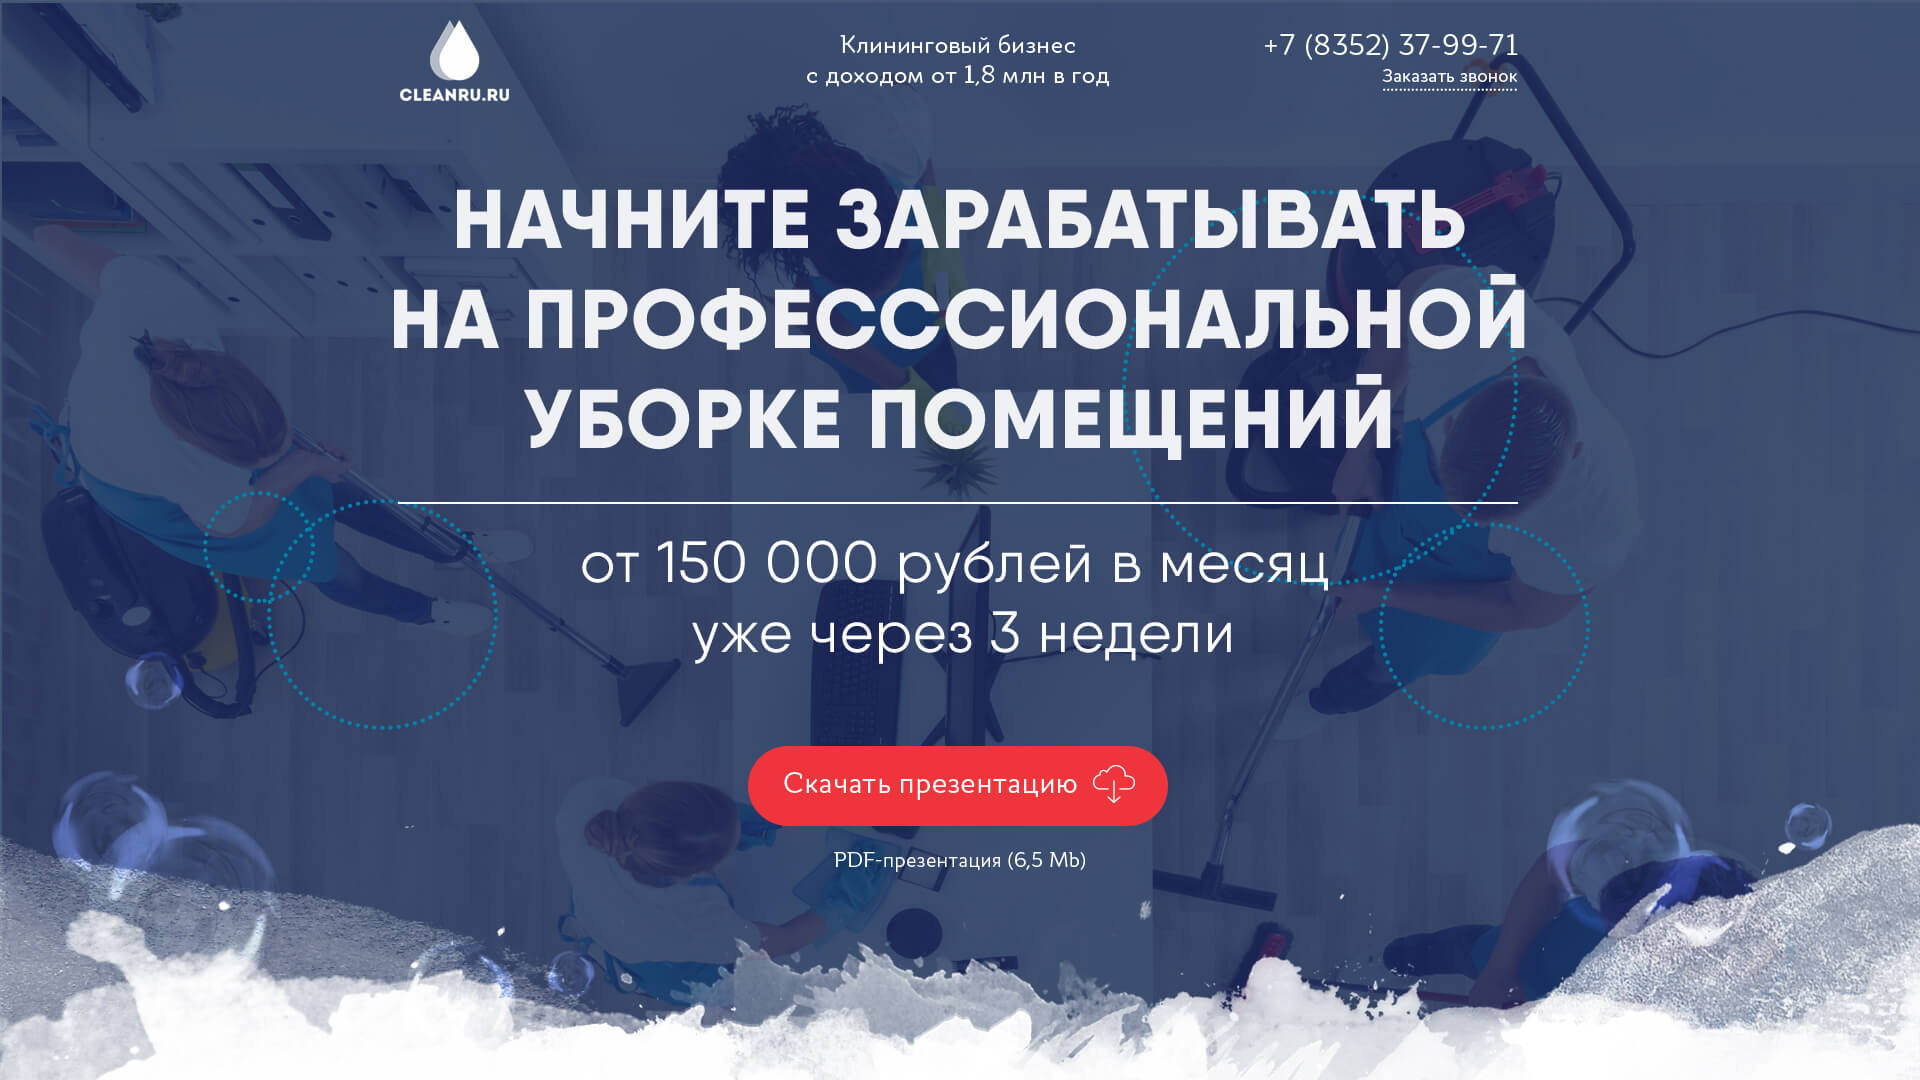 CLEANRU.RU
Клининговый бизнес
с доходом от 1,8 млн в год
+7 (8352) 37-99-71
Заказать звонок
НАЧНИТЕ ЗАРАБАТЫВАТЬ
НА ПРОФЕСССИОНАЛЬНОЙ
УБОРКЕ ПОМЕЩЕНИЙ
от 150 000 рублей в месяц
уже через 3 недели
Скачать презентацию
PDF-презентация (6,5 Mb)